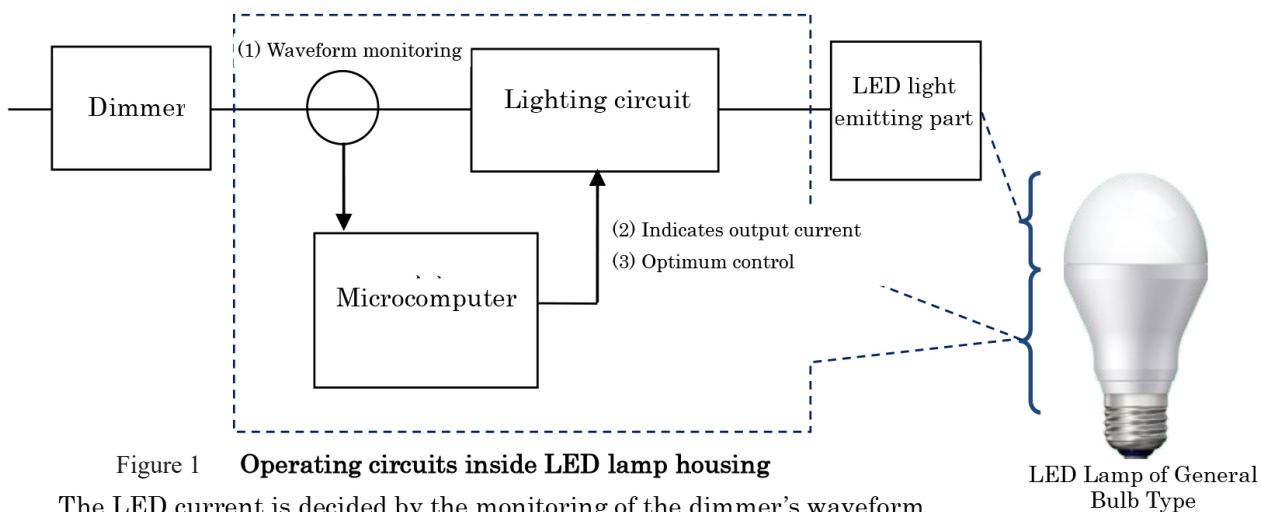 (1) Waveform monitoring
Dimmer
Lighting circuit
LED light
emitting part
(2) Indicates output current
(3) Optimum control
Microcomputer
Figure 1 Operating circuits inside LED lamp housing
LED Lamp of General
Bulb Type
The LED current is decided by the monitoring of the dimmer's waveform